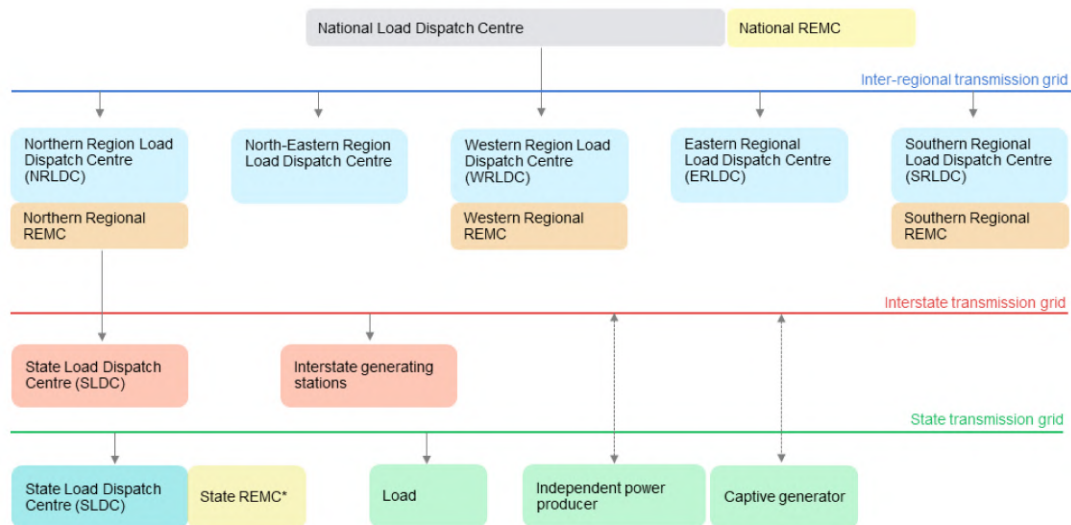 National Load Dispatch Centre
National REMC
Inter-regional transmission grid
Northern Region Load
Dispatch Centre
(NRLDC)
North-Eastern Region
Load Dispatch Centre
Western Region Load
Dispatch Centre
(WRLDC)
Eastern Regional
Load Dispatch Centre
(ERLDC)
Southern Regional
Load Dispatch Centre
(SRLDC)
Northern Regional
REMC
Western Regional
REMC
Southern Regional
REMC
Interstate transmission grid
State Load Dispatch
Centre (SLDC)
Interstate generating
stations
State transmission grid
State Load Dispatch
Centre (SLDC)
State REMC*
Load
Independent power
producer
Captive generator